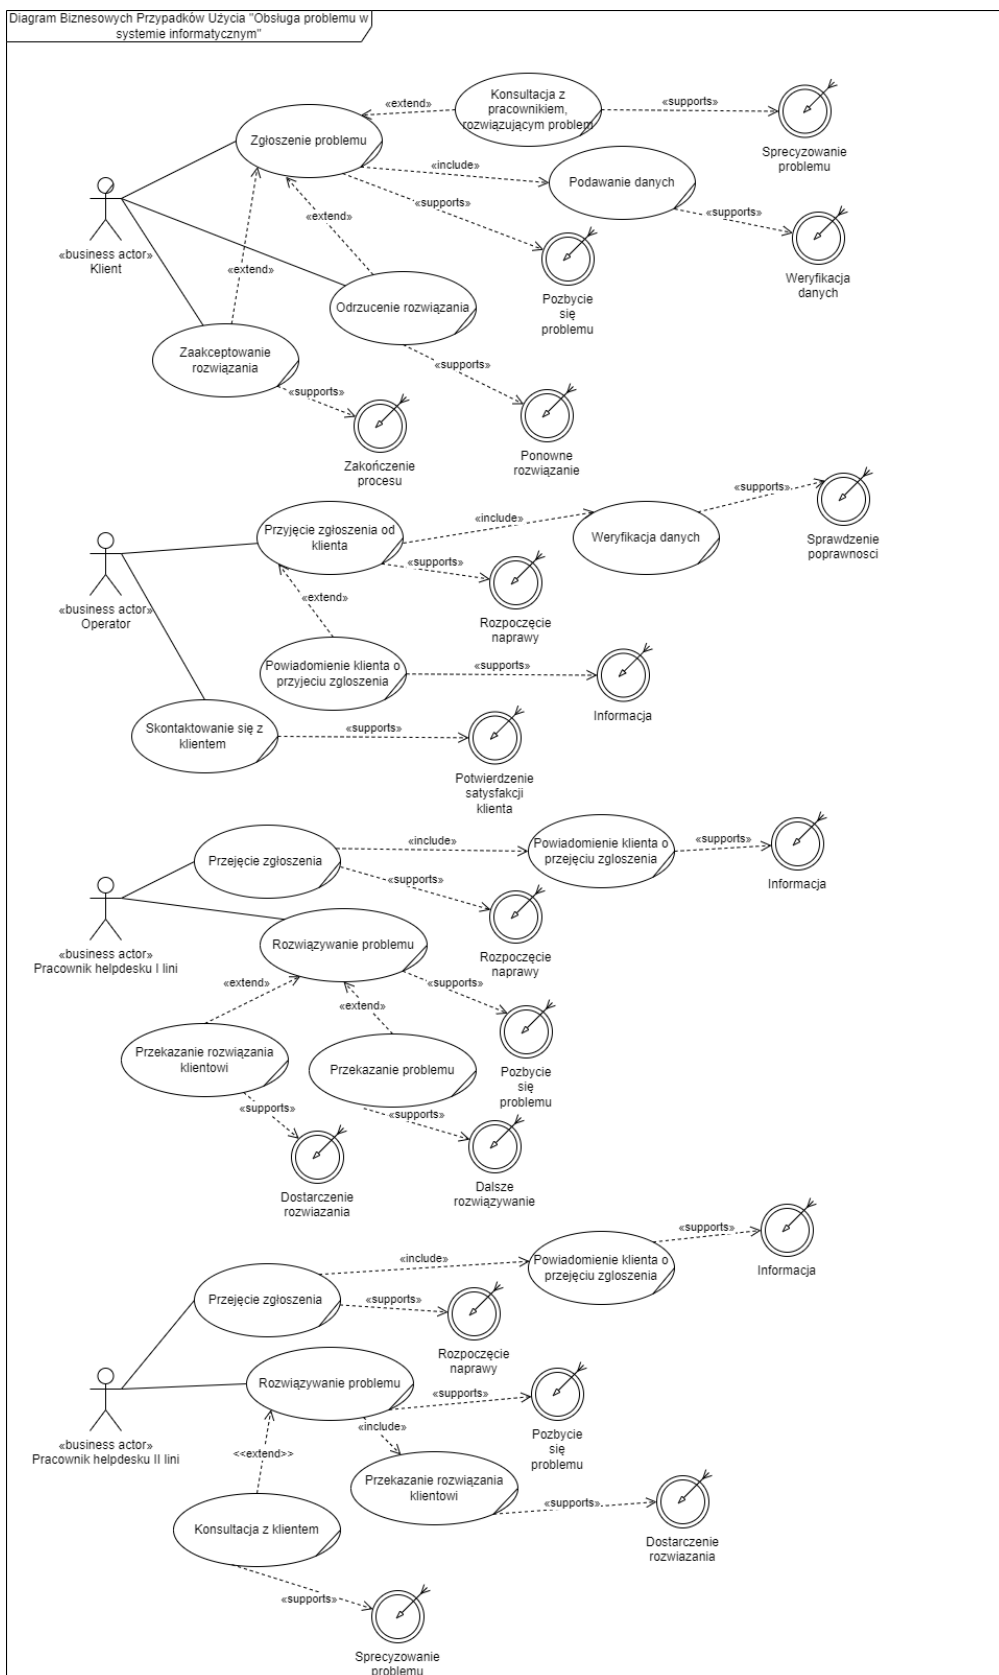 Diagram Biznesowych Przypadków Użycia "Obsługa problemu w
systemie informatycznym"
«extend»
Konsultacja z
pracownikiem,
rozwiązującym problem
«supports»
Sprecyzowanie
problemu
Zgłoszenie problemu
«include»
Podawanie danych
«supports»
Weryfikacja
danych
«supports»
Pozbycie
się
problemu
«extend»
«extend»
«business actor»
Klient
Odrzucenie rozwiązania
Zaakceptowanie
rozwiązania
«supports»
Ponowne
rozwiązanie
«supports»
Zakończenie
procesu
Przyjęcie zgłoszenia od
klienta
«include»
Weryfikacja danych
«supports»
Sprawdzenie
poprawnosci
«supports»
Rozpoczęcie
naprawy
«extend»
«business actor»
Operator
Powiadomienie klienta o
przyjeciu zgloszenia
«supports»
Informacja
Skontaktowanie się z
klientem
«supports»
Potwierdzenie
satysfakcji
klienta
Przejęcie zgłoszenia
«include»
Powiadomienie klienta o
przejęciu zgloszenia
«supports»
Informacja
«supports»
Rozpoczęcie
naprawy
«business actor»
Pracownik helpdesku I lini
Rozwiązywanie problemu
«supports»
Pozbycie
się
problemu
«extend»
«extend»
Przekazanie rozwiązania
klientowi
Przekazanie problemu
«supports»
Dostarczenie
rozwiazania
«supports»
Dalsze
rozwiązywanie
Przejęcie zgłoszenia
«include»
Powiadomienie klienta o
przejęciu zgloszenia
«supports»
Informacja
«supports»
Rozpoczęcie
naprawy
«business actor»
Pracownik helpdesku II lini
Rozwiązywanie problemu
«supports»
Pozbycie
się
problemu
«include»
<<extend>>
Przekazanie rozwiązania
klientowi
«supports»
Dostarczenie
rozwiazania
Konsultacja z klientem
«supports»
Sprecyzowanie
problemu